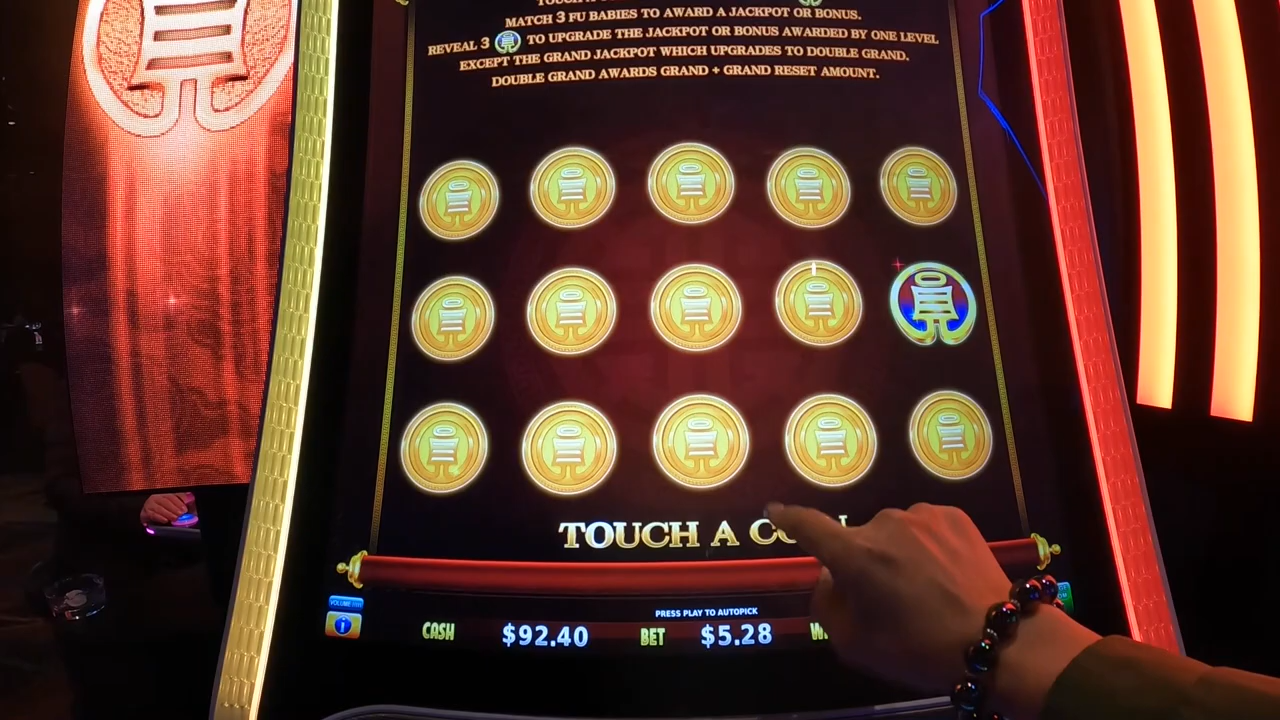 MATCH 3 FU BABIES TO AWARD A JACKPOT OR BONUS.
REVEAL 3 TO UPGRADE THE JACKPOT OR BONUS AWARDED BY ONE LEVEL
EXCEPT THE GRAND JACKPOT WHICH UPGRADES TO DOUBLE GRAND.
DOUBLE GRAND AWARDS GRAND + GRAND RESET AMOUNT.
TOUCH A
VOLUME
PRESS PLAY TO AUTOPICK
CASH $92.40 BET $5.28